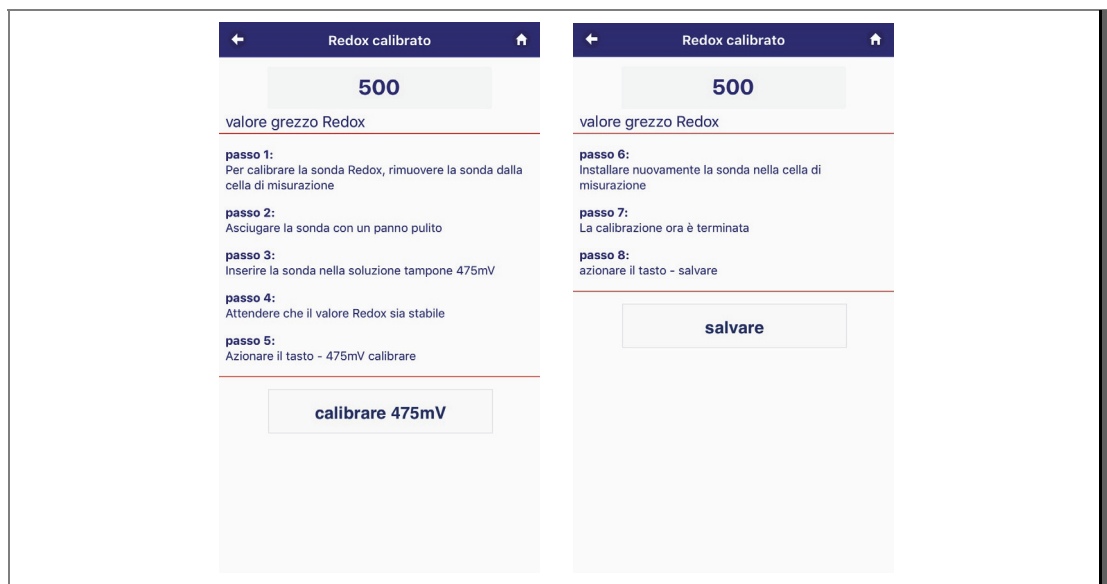 Redox calibrato
500
valore grezzo Redox
passo 1:
Per calibrare la sonda Redox, rimuovere la sonda dalla
cella di misurazione
passo 2:
Asciugare la sonda con un panno pulito
passo 3:
Inserire la sonda nella soluzione tampone 475mV
passo 4:
Attendere che il valore Redox sia stabile
passo 5:
Azionare il tasto - 475mV calibrare
calibrare 475mV
Redox calibrato
500
valore grezzo Redox
passo 6:
Installare nuovamente la sonda nella cella di
misurazione
passo 7:
La calibrazione ora è terminata
passo 8:
azionare il tasto - salvare
salvare